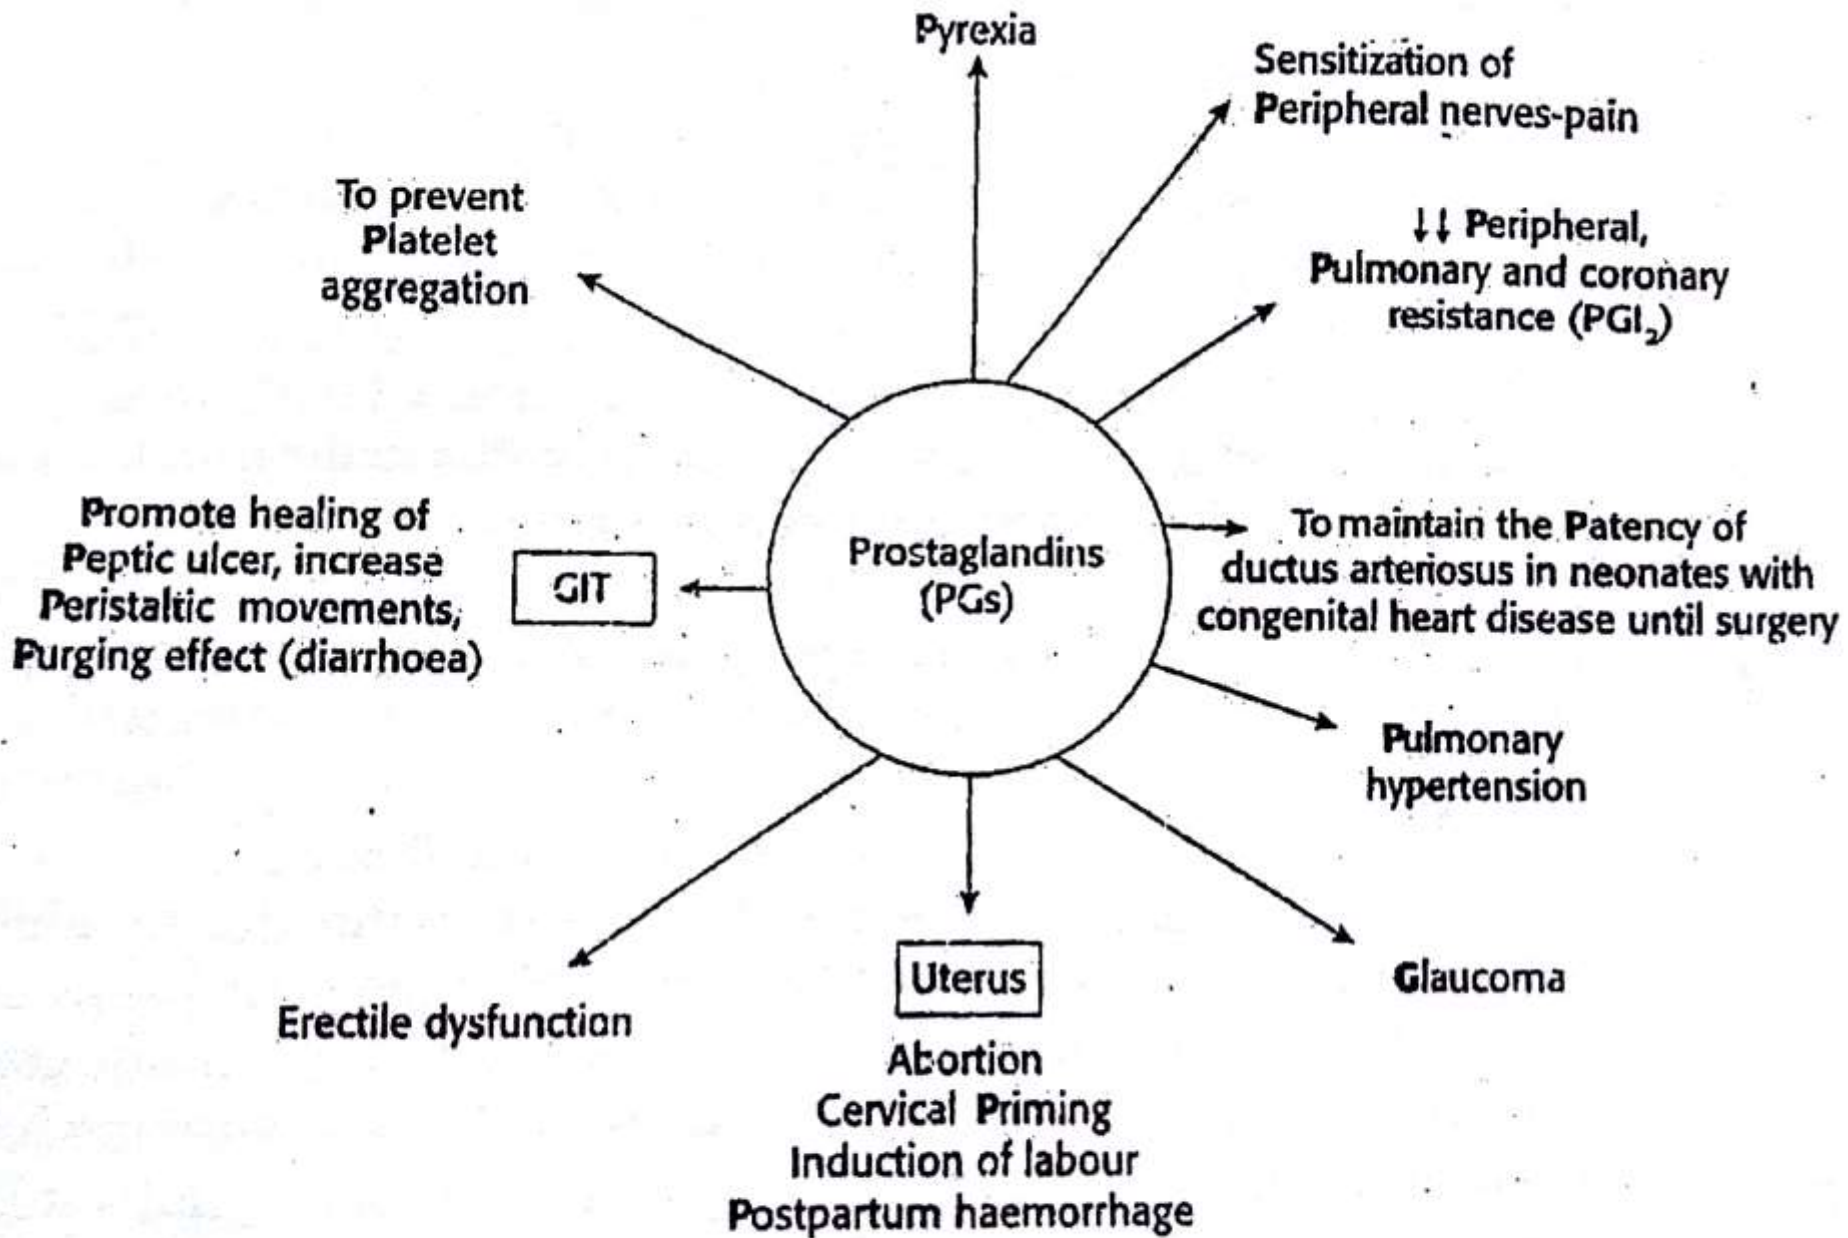 Pyrexia
Sensitization of
Peripheral nerves-pain
To prevent
Platelet
aggregation
↓↓ Peripheral,
Pulmonary and coronary
resistance (PGI₂)
Prostaglandins
(PGs)
Promote healing of
Peptic ulcer, increase
Peristaltic movements,
Purging effect (diarrhoea)
GIT
To maintain the Patency of
ductus arteriosus in neonates with
congenital heart disease until surgery
Pulmonary
hypertension
Glaucoma
Uterus
Abortion
Cervical Priming
Induction of labour
Postpartum haemorrhage
Erectile dysfunction